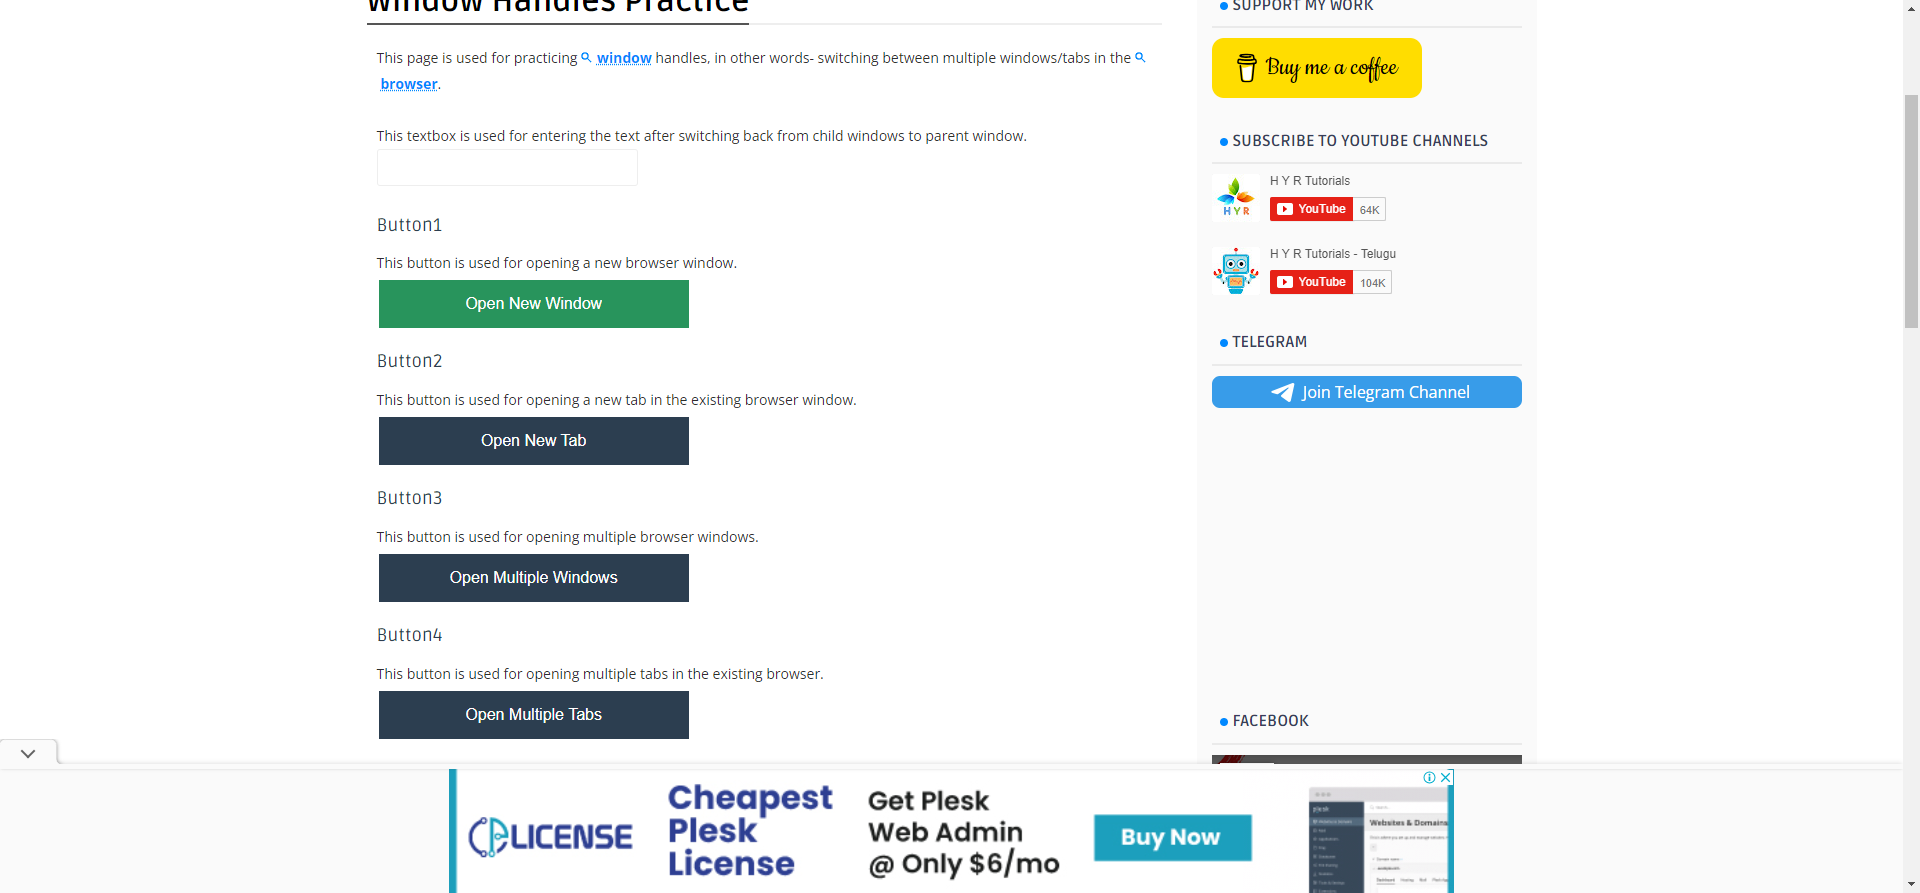 Window Handles Practice
This page is used for practicing window handles, in other words- switching between multiple windows/tabs in the
browser.
This textbox is used for entering the text after switching back from child windows to parent window.
Button1
This button is used for opening a new browser window.
Open New Window
Button2
This button is used for opening a new tab in the existing browser window.
Open New Tab
Button3
This button is used for opening multiple browser windows.
Open Multiple Windows
Button4
This button is used for opening multiple tabs in the existing browser.
Open Multiple Tabs
SUPPORT MY WORK
Buy me a coffee
SUBSCRIBE TO YOUTUBE CHANNELS
HYR
H Y R Tutorials
YouTube 64K
H Y R Tutorials - Telugu
YouTube 104K
TELEGRAM
Join Telegram Channel
FACEBOOK
LICENSE
Cheapest
Plesk
License
Get Plesk
Web Admin
@ Only $6/mo
Buy Now
plesk
Websites & Domains